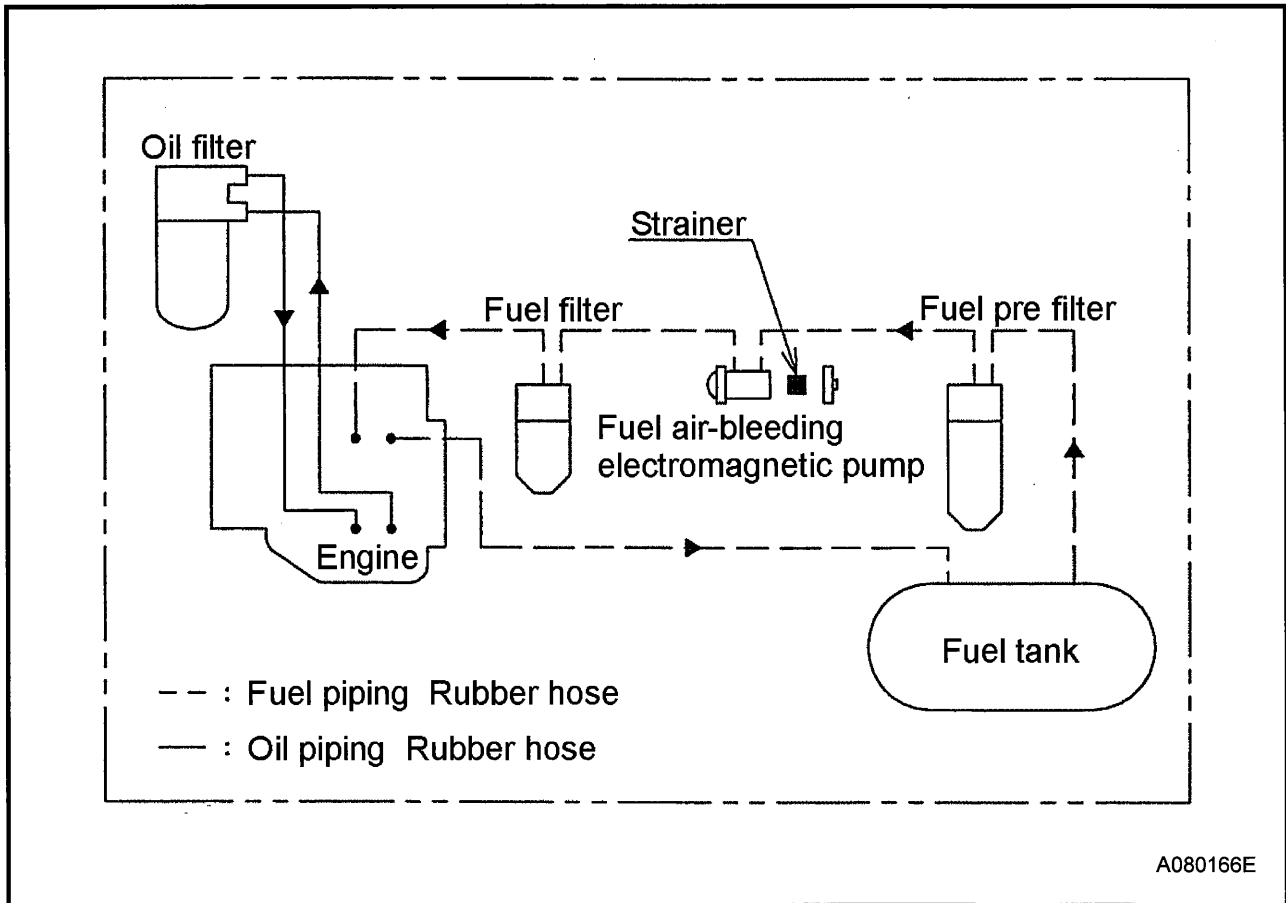 Oil filter
Strainer
Fuel filter
Fuel pre filter
Fuel air-bleeding
electromagnetic pump
Engine
Fuel tank
: Fuel piping Rubber hose
: Oil piping Rubber hose
A080166E